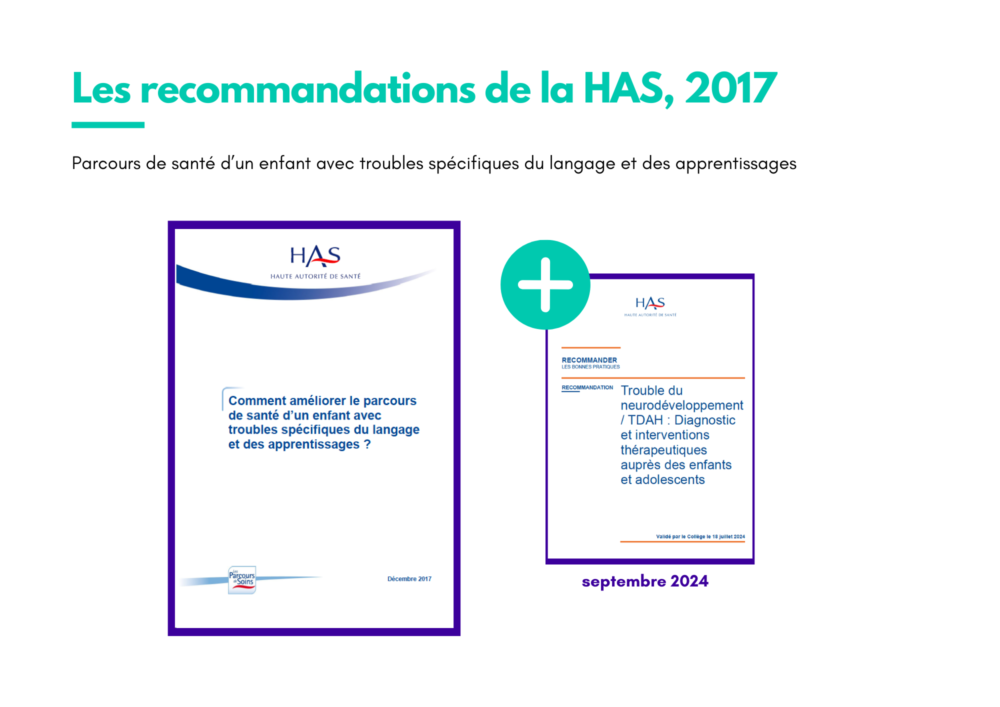 Les recommandations de la HAS, 2017
Parcours de santé d’un enfant avec troubles spécifiques du langage et des apprentissages
HAS
HAUTE AUTORITÉ DE SANTÉ
Comment améliorer le parcours
de santé d’un enfant avec
troubles spécifiques du langage
et des apprentissages ?
Les
Parcours
de Soins
Décembre 2017
HAS
HAUTE AUTORITÉ DE SANTÉ
RECOMMANDER
LES BONNES PRATIQUES
RECOMMANDATION
Trouble du
neurodéveloppement
/ TDAH : Diagnostic
et interventions
thérapeutiques
auprès des enfants
et adolescents
Validé par le Collège le 18 juillet 2024
septembre 2024